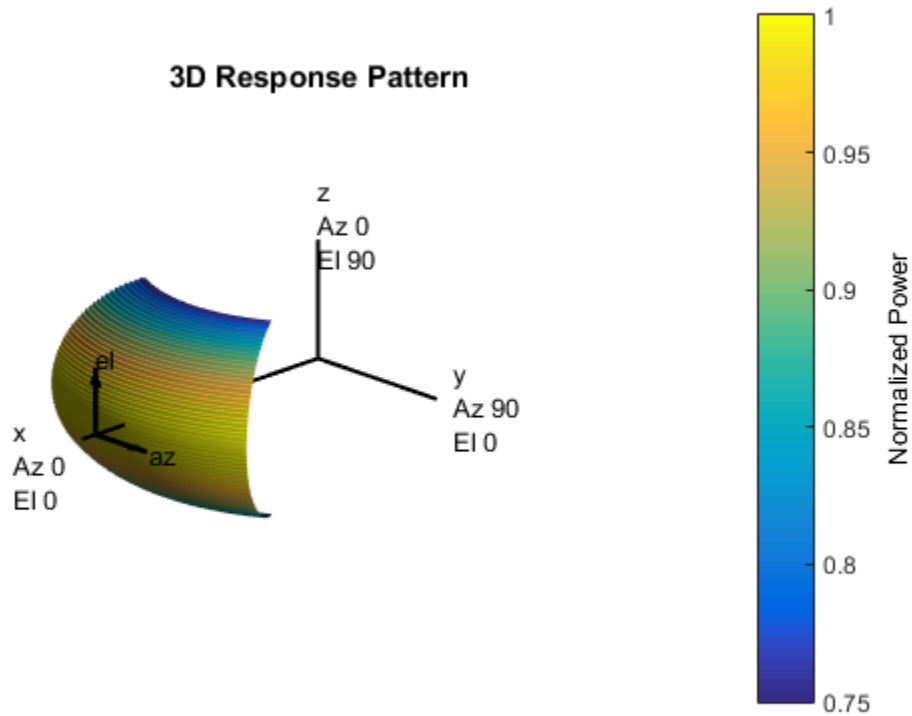 3D Response Pattern
z
Az 0
El 90
el
az
x
Az 0
El 0
y
Az 90
El 0
1
0.95
0.9
0.85
0.8
0.75
Normalized Power